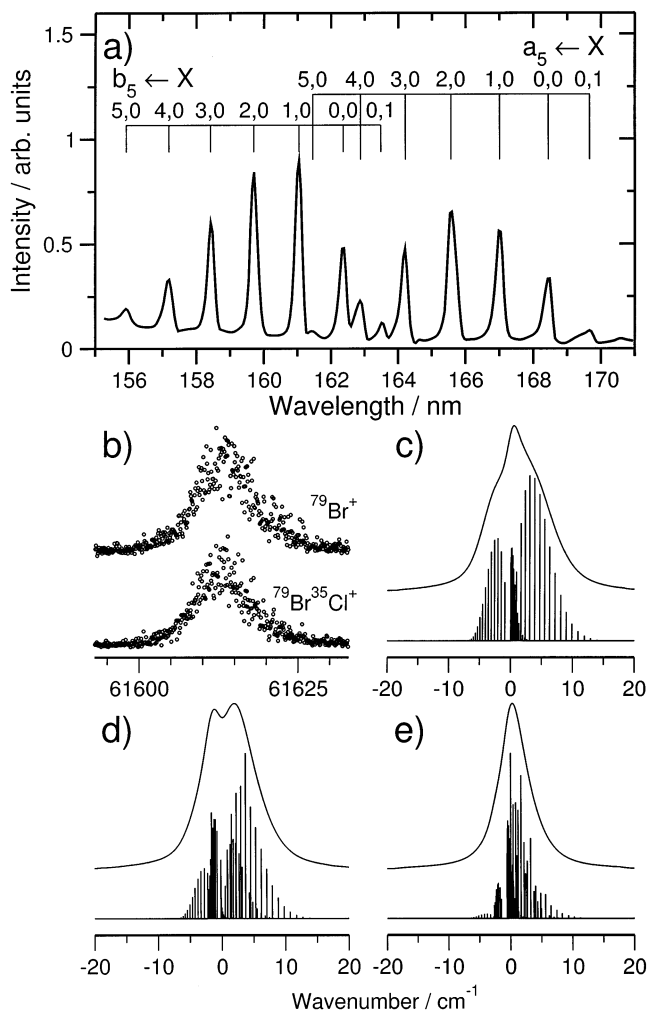 a)
1.5
1
0.5
0
Intensity / arb. units
a5 ← X
b5 ← X
5,0 4,0 3,0 2,0 1,0 0,0 0,1
5,0 4,0 3,0 2,0 1,0 0,0 0,1
156 158 160 162 164 166 168 170
Wavelength / nm
b)
79Br+
79Br35Cl+
61600 61625
c)
-20 -10 0 10 20
d)
-20 -10 0 10 20
e)
-20 -10 0 10 20
Wavenumber / cm-1